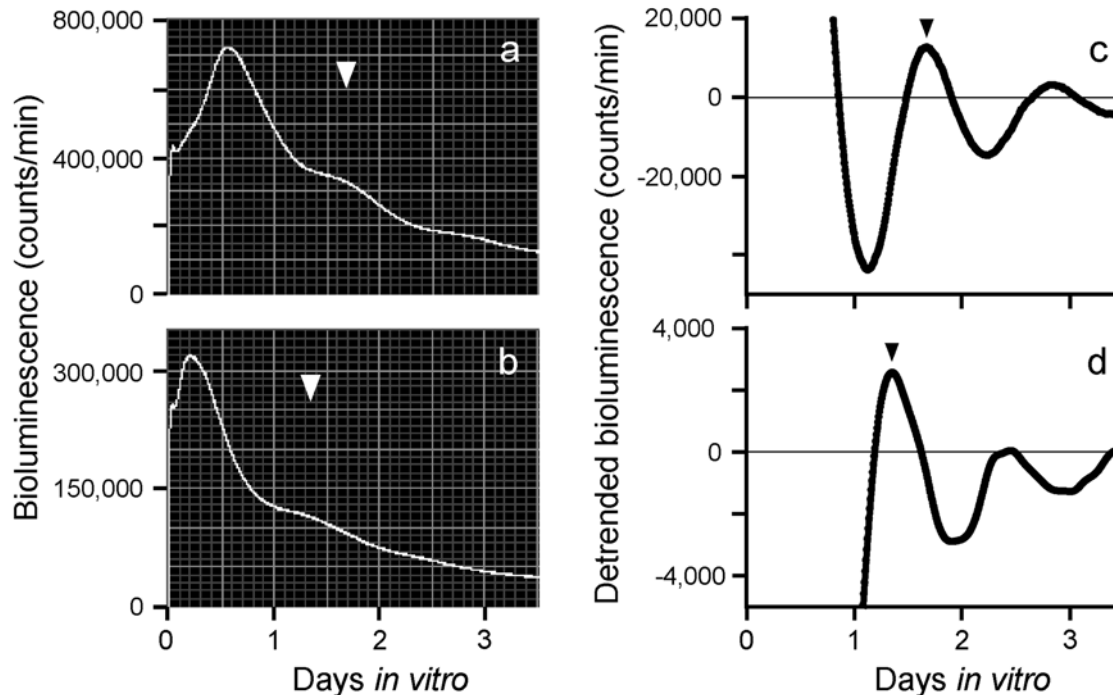 Bioluminescence (counts/min)
800,000
400,000
0
a
300,000
150,000
0
b
0
1
2
3
Days in vitro
Detrended bioluminescence (counts/min)
20,000
0
-20,000
c
4,000
0
-4,000
d
0
1
2
3
Days in vitro